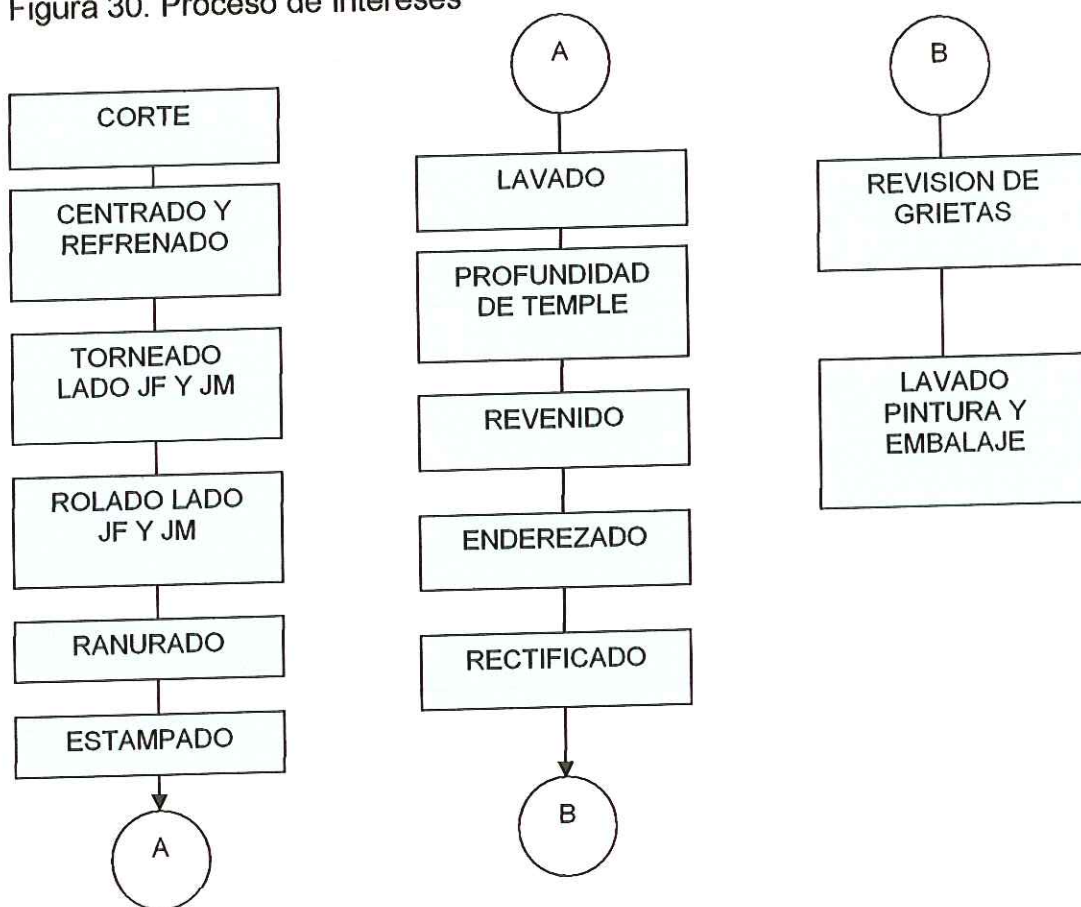 Figura 30. Proceso de Intereses
CORTE
CENTRADO Y
REFRENADO
TORNEADO
LADO JF Y JM
ROLADO LADO
JF Y JM
RANURADO
ESTAMPADO
A
A
LAVADO
PROFUNDIDAD
DE TEMPLE
REVENIDO
ENDEREZADO
RECTIFICADO
B
B
REVISION DE
GRIETAS
LAVADO
PINTURA Y
EMBALAJE